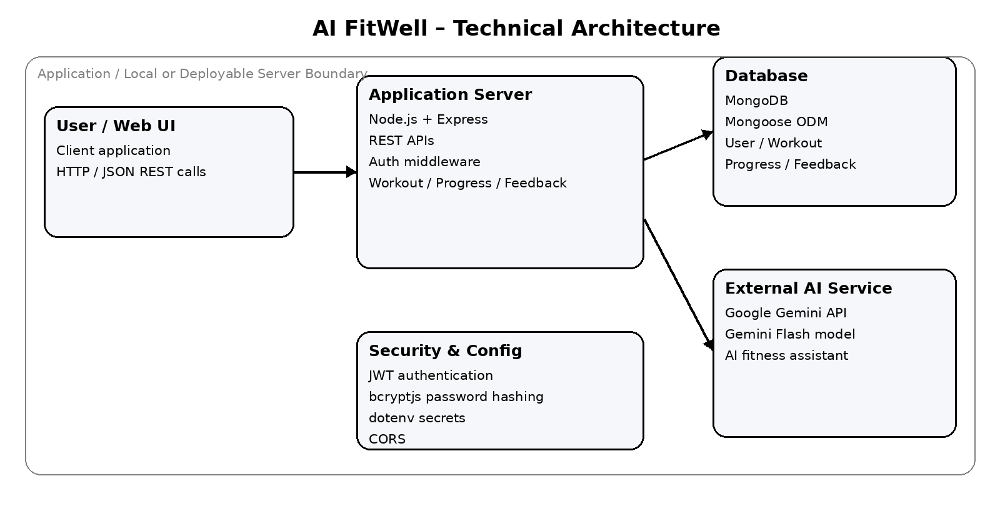 AI FitWell – Technical Architecture
Application / Local or Deployable Server Boundary
User / Web UI
Client application
HTTP / JSON REST calls
Application Server
Node.js + Express
REST APIs
Auth middleware
Workout / Progress / Feedback
Database
MongoDB
Mongoose ODM
User / Workout
Progress / Feedback
Security & Config
JWT authentication
bcryptjs password hashing
dotenv secrets
CORS
External AI Service
Google Gemini API
Gemini Flash model
AI fitness assistant